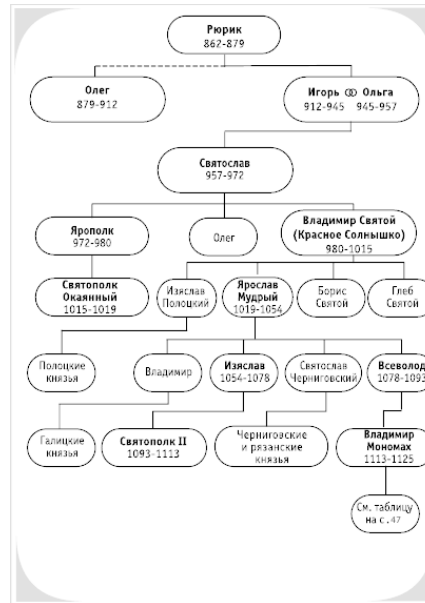 Рюрик
862-879
Олег
879-912
Игорь Ольга
912-945 945-957
Святослав
957-972
Ярополк
972-980
Олег
Владимир Святой
(Красное Солнышко)
980-1015
Святополк
Окаянный
1015-1019
Изяслав
Полоцкий
Ярослав
Мудрый
1019-1054
Борис
Святой
Глеб
Святой
Полоцкие
князья
Владимир
Изяслав
1054-1078
Святослав
Черниговский
Всеволод
1078-1093
Галицкие
князья
Святополк II
1093-1113
Черниговские
и рязанские
князья
Владимир
Мономах
1113-1125
См. таблицу
на с.47